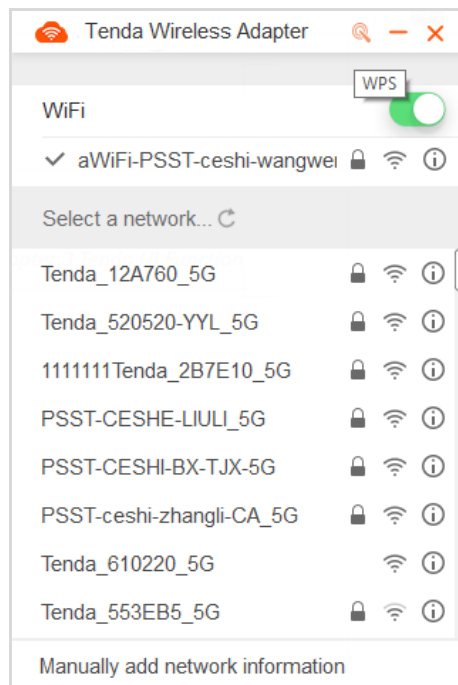 Tenda Wireless Adapter
WPS
WiFi
aWiFi-PSST-ceshi-wangwei
Select a network...
Tenda_12A760_5G
Tenda_520520-YYL_5G
1111111Tenda_2B7E10_5G
PSST-CESHE-LIULI_5G
PSST-CESHI-BX-TJX-5G
PSST-ceshi-zhangli-CA_5G
Tenda_610220_5G
Tenda_553EB5_5G
Manually add network information